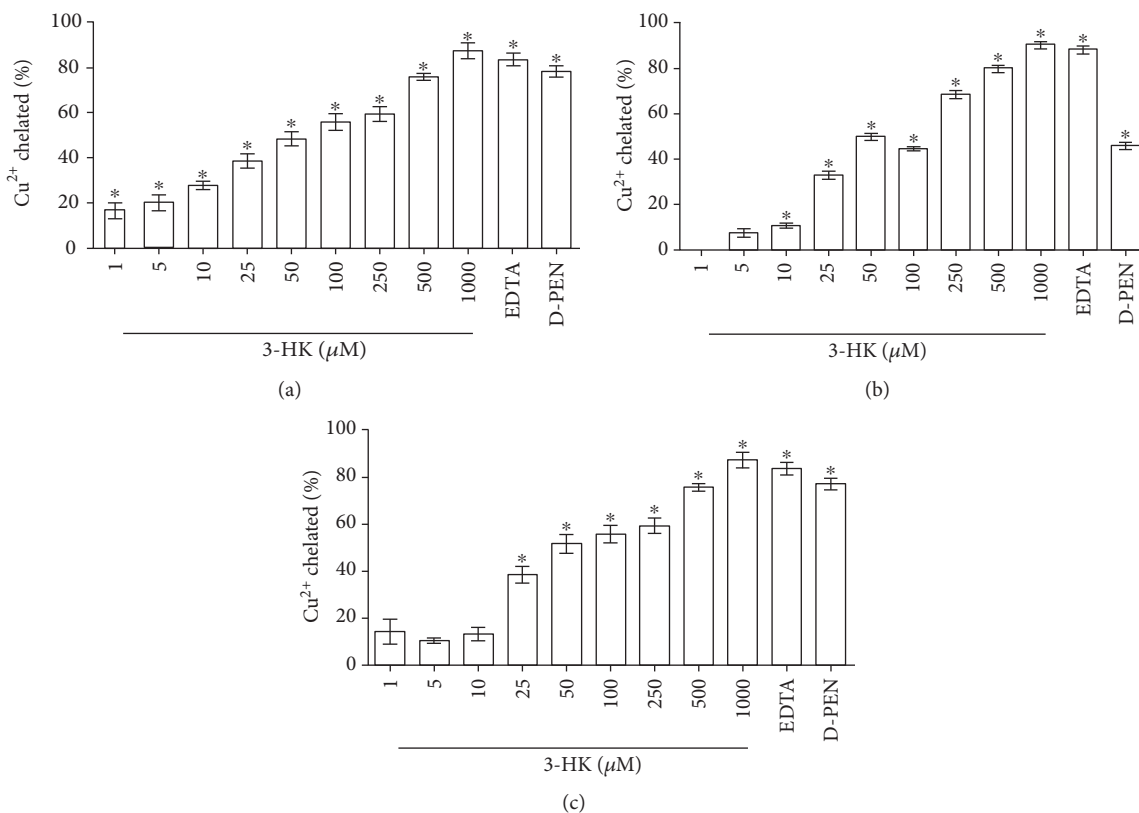 100
80
60
40
20
0
Cu²⁺ chelated (%)
* * * * * * * * * * *
1 5 10 25 50 100 250 500 1000 EDTA D-PEN
3-HK (μM)
(a)
100
80
60
40
20
0
Cu²⁺ chelated (%)
* * * * * * * * *
1 5 10 25 50 100 250 500 1000 EDTA D-PEN
3-HK (μM)
(b)
100
80
60
40
20
0
Cu²⁺ chelated (%)
* * * * * * * *
1 5 10 25 50 100 250 500 1000 EDTA D-PEN
3-HK (μM)
(c)